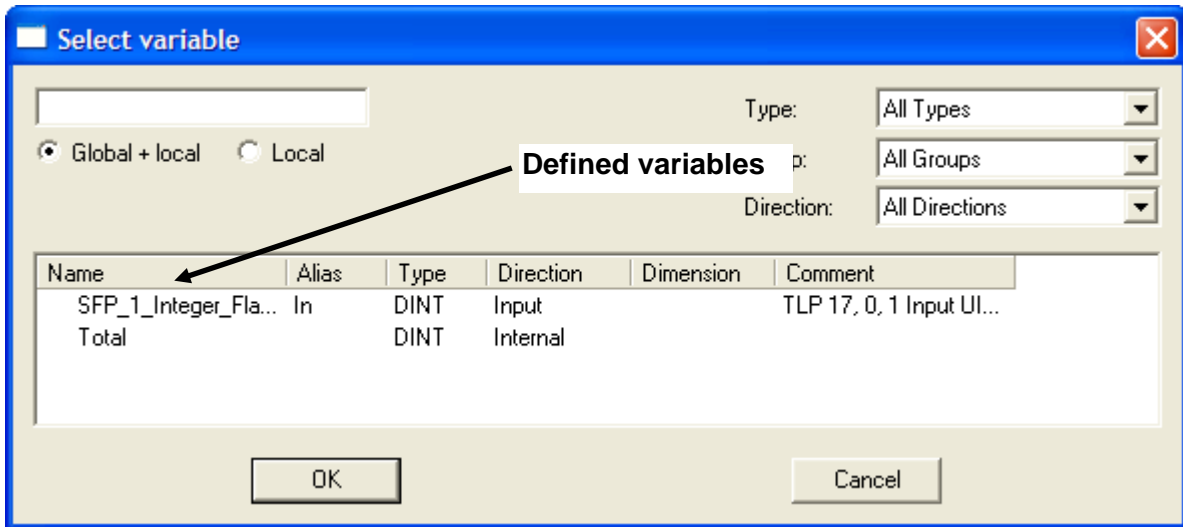 Select variable
Type: All Types
Global + local Local
Defined variables p: All Groups
Direction: All Directions
Name Alias Type Direction Dimension Comment
SFP_1_Integer_Fla... In DINT Input TLP 17, 0, 1 Input UI...
Total DINT Internal
OK Cancel